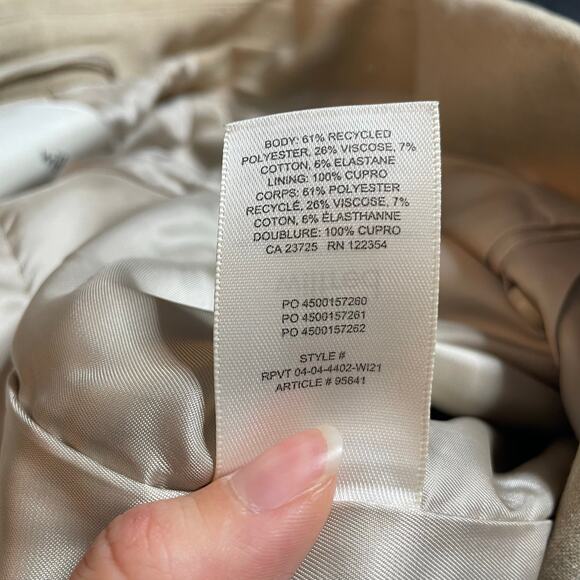 BODY: 61% RECYCLED
POLYESTER, 26% VISCOSE, 7%
COTTON, 6% ELASTANE
LINING: 100% CUPRO
CORPS: 61% POLYESTER
RECYCLÉ, 26% VISCOSE, 7%
COTON, 6% ÉLASTHANNE
DOUBLURE: 100% CUPRO
CA 23725 RN 122354
PO 4500157260
PO 4500157261
PO 4500157262
STYLE #
RPVT 04-04-4402-WI21
ARTICLE # 95841